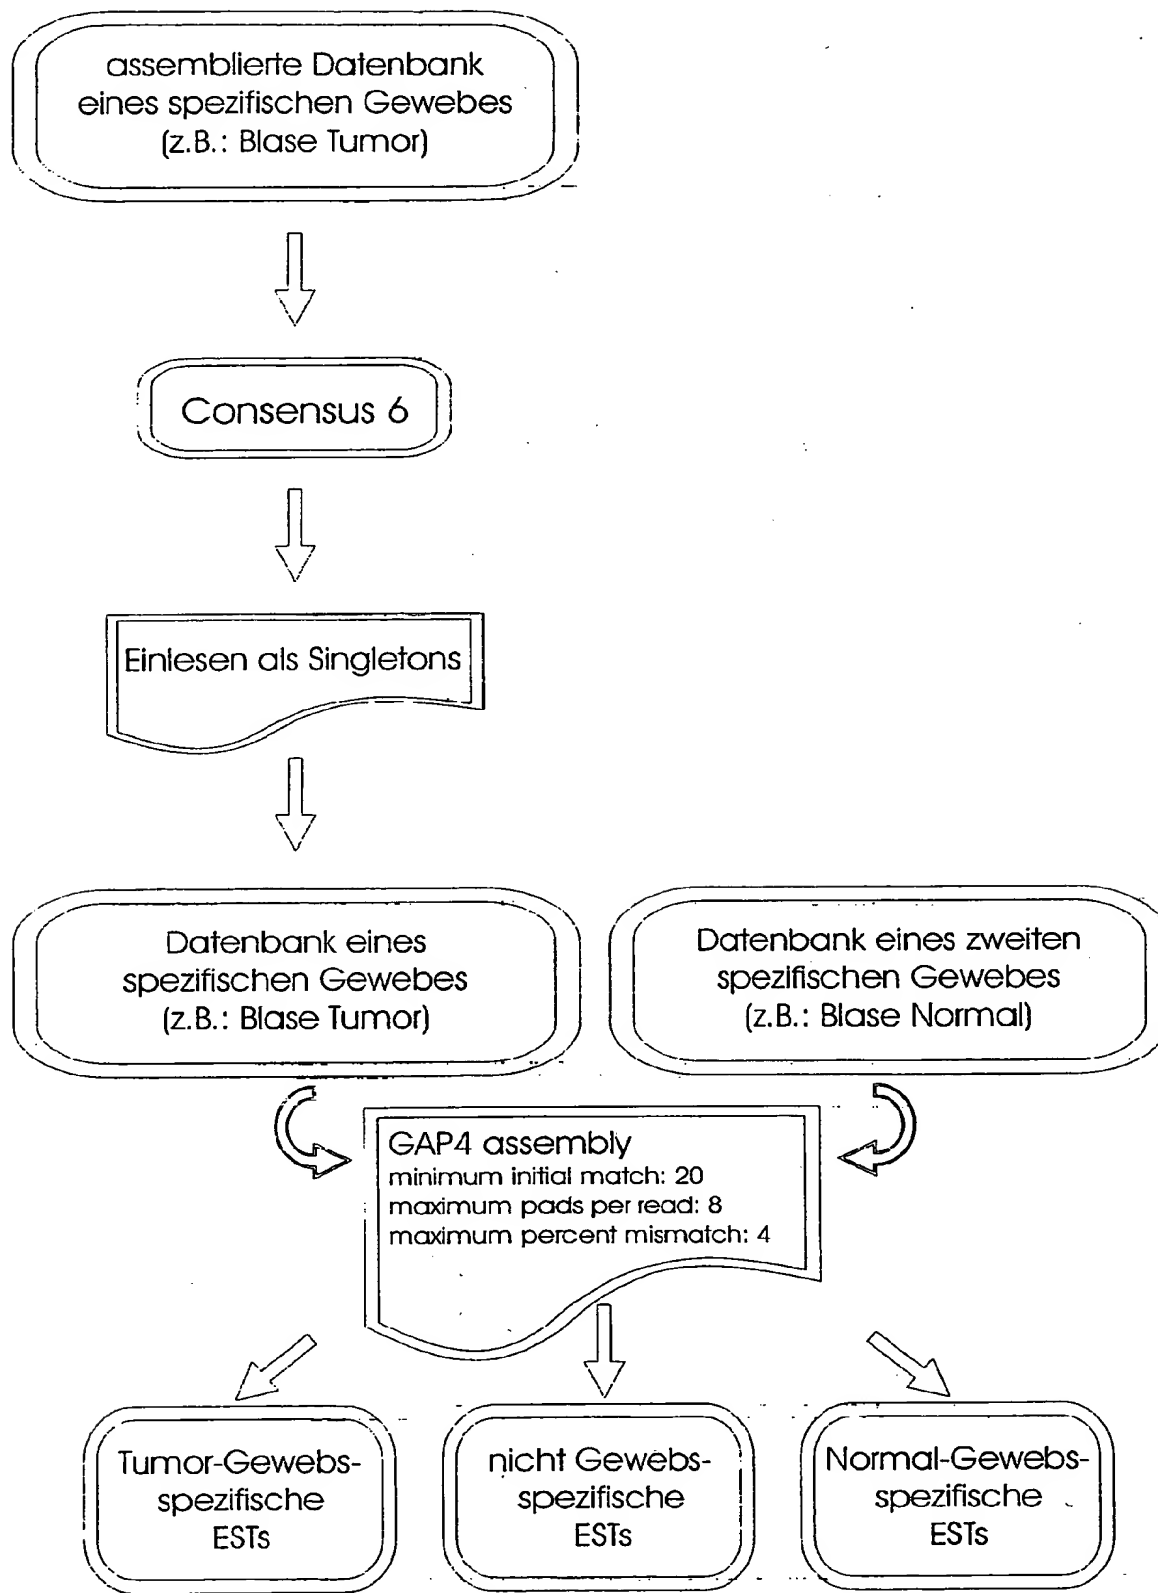 assemblierte Datenbank
eines spezifischen Gewebes
(z.B.: Blase Tumor)
Consensus 6
Einlesen als Singletons
Datenbank eines
spezifischen Gewebes
(z.B.: Blase Tumor)
Datenbank eines zweiten
spezifischen Gewebes
(z.B.: Blase Normal)
GAP4 assembly
minimum initial match: 20
maximum pads per read: 8
maximum percent mismatch: 4
Tumor-Gewebs-
spezifische
ESTs
nicht Gewebs-
spezifische
ESTs
Normal-Gewebs-
spezifische
ESTs